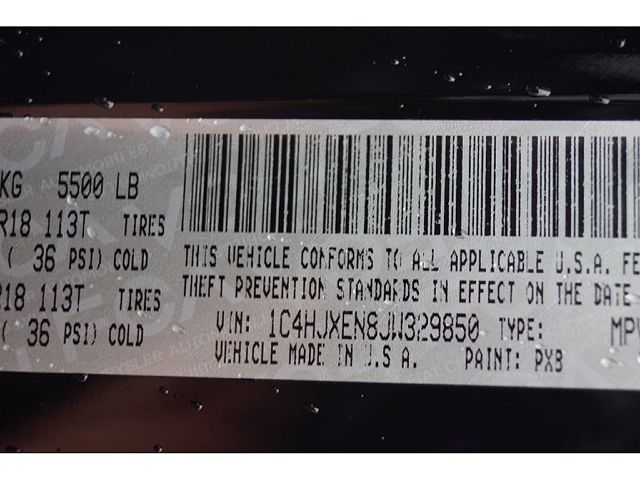 KG 5500 LB
R18 113T TIRES
( 36 PSI) COLD
R18 113T TIRES
( 36 PSI) COLD
THIS VEHICLE CONFORMS TO ALL APPLICABLE U.S.A. FE
THEFT PREVENTION STANDARDS IN EFFECT ON THE DATE
VIN: 1C4HJXEN8JW329850 TYPE: MPV
VEHICLE MADE IN U.S.A. PAINT: PXB